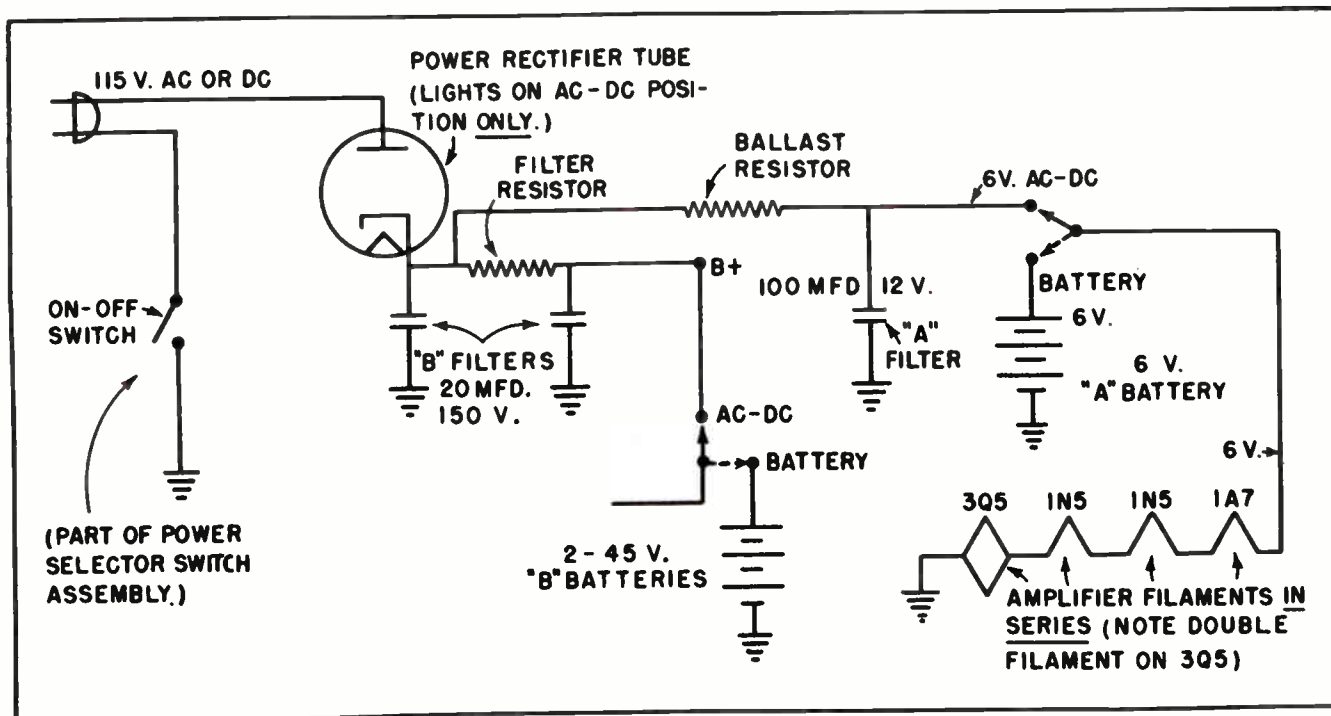 115 V. AC OR DC
POWER RECTIFIER TUBE
(LIGHTS ON AC-DC POSI-
TION ONLY.)
FILTER
RESISTOR
BALLAST
RESISTOR
6V. AC-DC
B+
100 MFD 12 V.
"A"
FILTER
BATTERY
6 V.
6 V.
"A" BATTERY
ON-OFF
SWITCH
"B" FILTERS
20 MFD.
150 V.
AC-DC
BATTERY
2-45 V.
"B" BATTERIES
(PART OF POWER
SELECTOR SWITCH
ASSEMBLY.)
6 V.
3Q5 1N5 1N5 1A7
AMPLIFIER FILAMENTS IN
SERIES (NOTE DOUBLE
FILAMENT ON 3Q5)